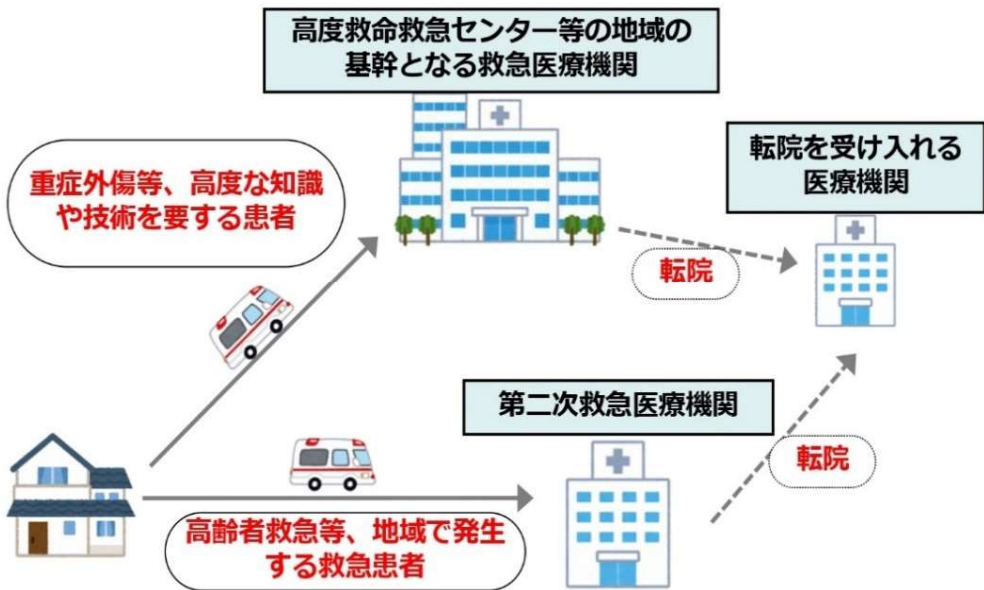 高度救命救急センター等の地域の
基幹となる救急医療機関
転院を受け入れる
医療機関
重症外傷等、高度な知識
や技術を要する患者
転院
第二次救急医療機関
転院
高齢者救急等、地域で発生
する救急患者